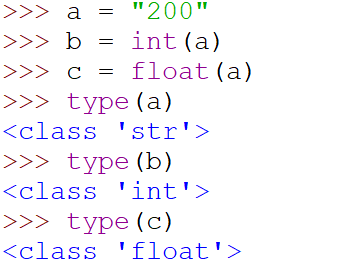 >>> a = "200"
>>> b = int(a)
>>> c = float(a)
>>> type(a)
<class 'str'>
>>> type(b)
<class 'int'>
>>> type(c)
<class 'float'>